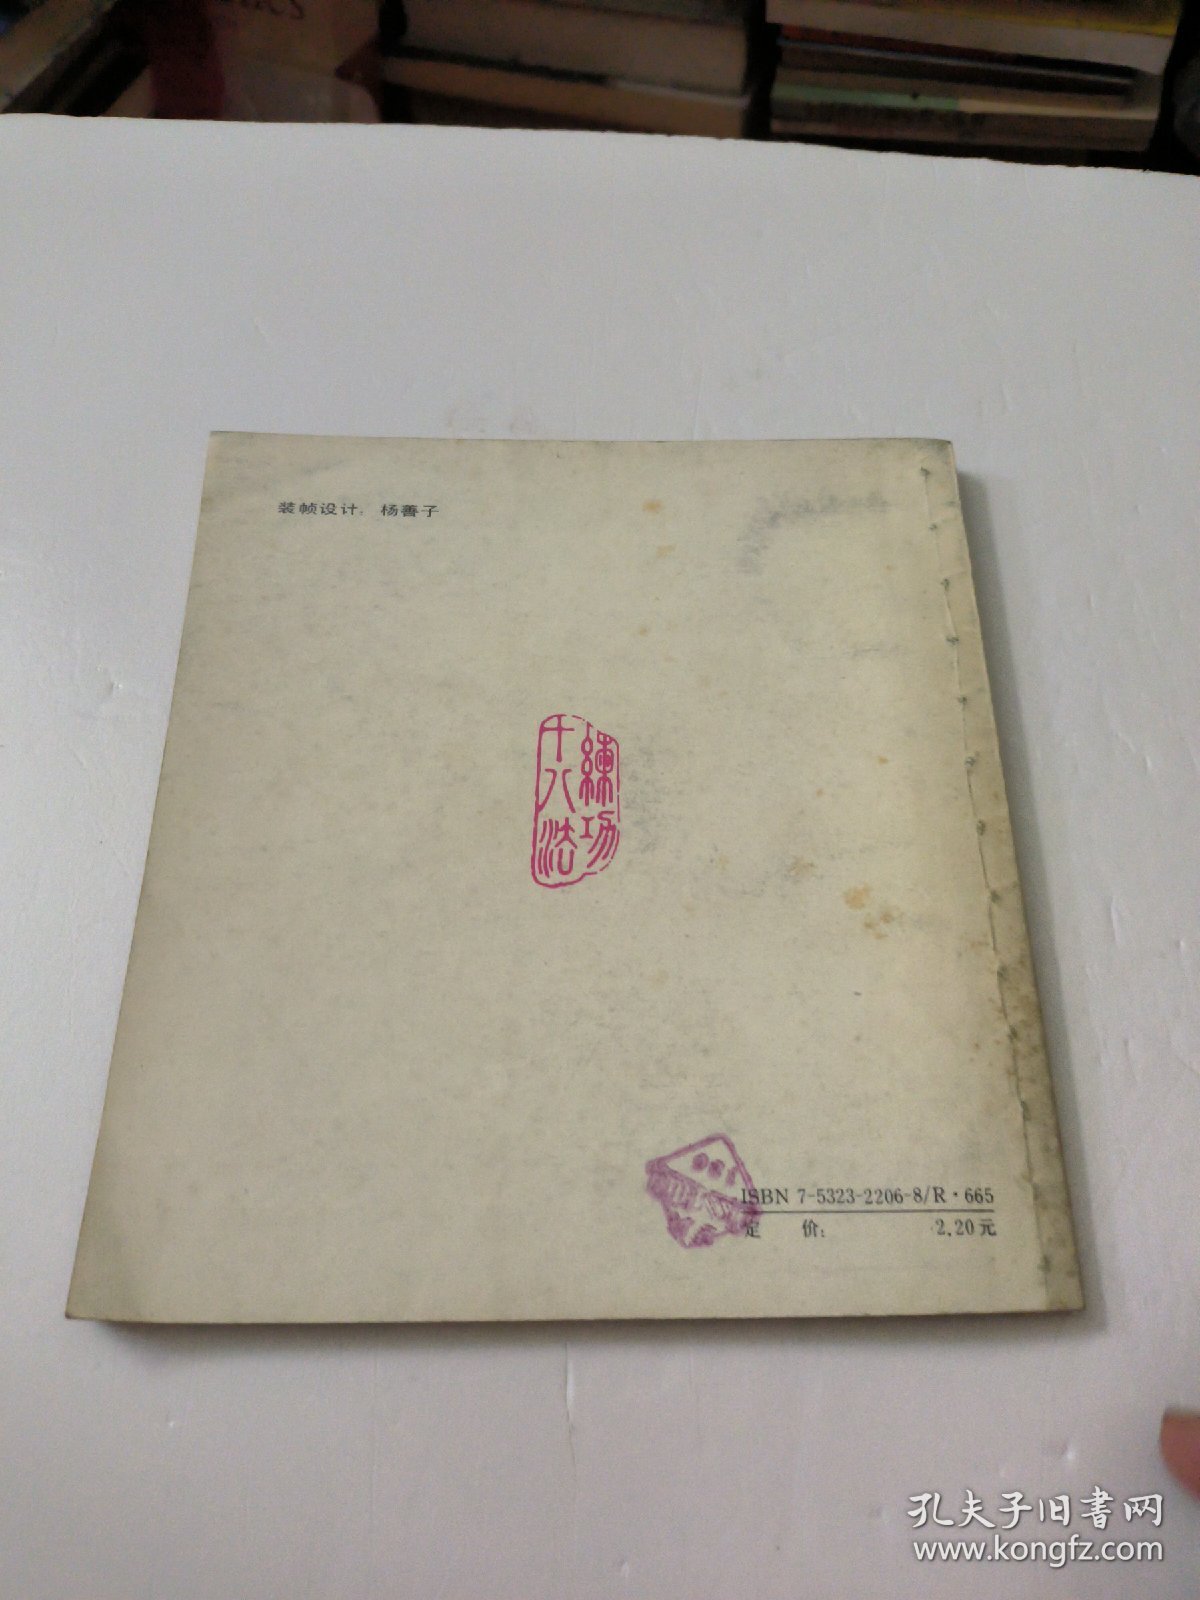 装帧设计：杨善子
練功
十八法
ISBN 7-5323-2206-8/R·665
定 价： 2.20元
孔夫子旧書网
www.kongfz.com